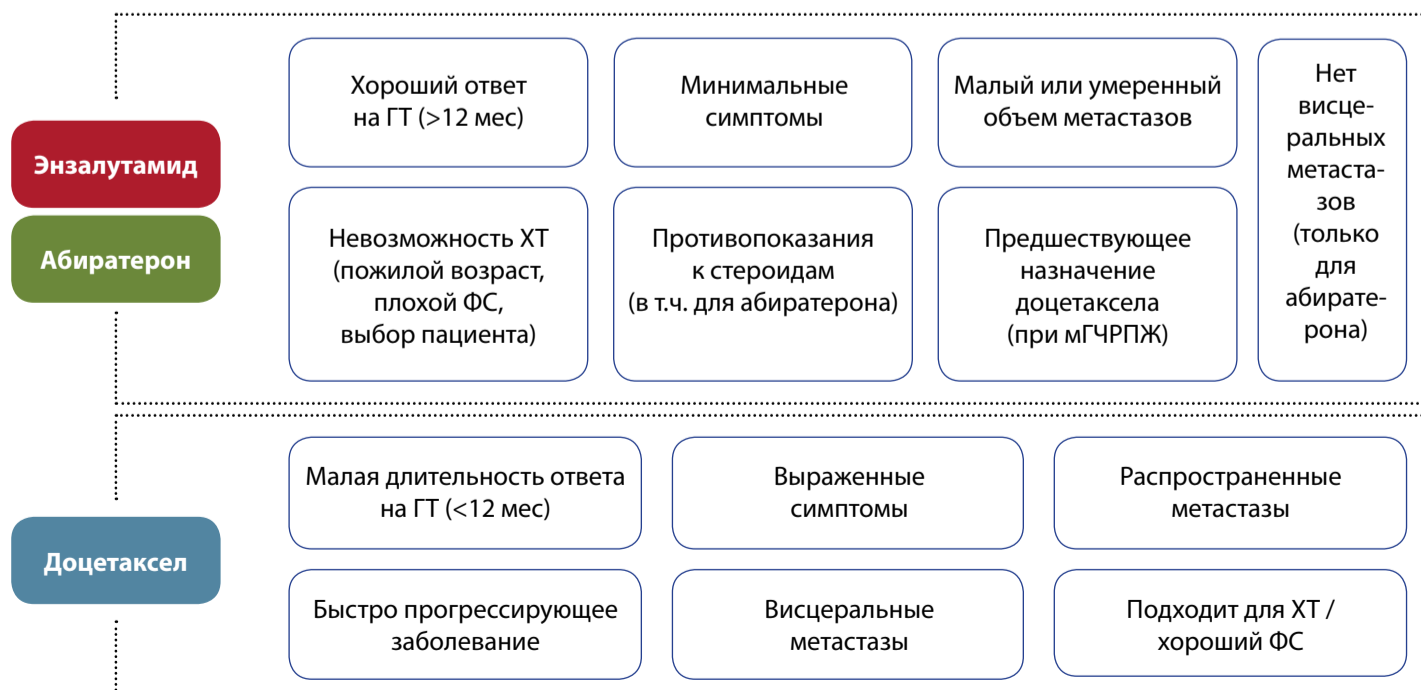 Энзалутамид
Абиратерон
Хороший ответ
на ГТ (>12 мес)
Минимальные
симптомы
Малый или умеренный
объем метастазов
Нет
висце-
ральных
метаста-
зов
(только
для
абирате-
рона)
Невозможность ХТ
(пожилой возраст,
плохой ФС,
выбор пациента)
Противопоказания
к стероидам
(в т.ч. для абиратерона)
Предшествующее
назначение
доцетаксела
(при мГЧРПЖ)
Доцетаксел
Малая длительность ответа
на ГТ (<12 мес)
Выраженные
симптомы
Распространенные
метастазы
Быстро прогрессирующее
заболевание
Висцеральные
метастазы
Подходит для ХТ /
хороший ФС